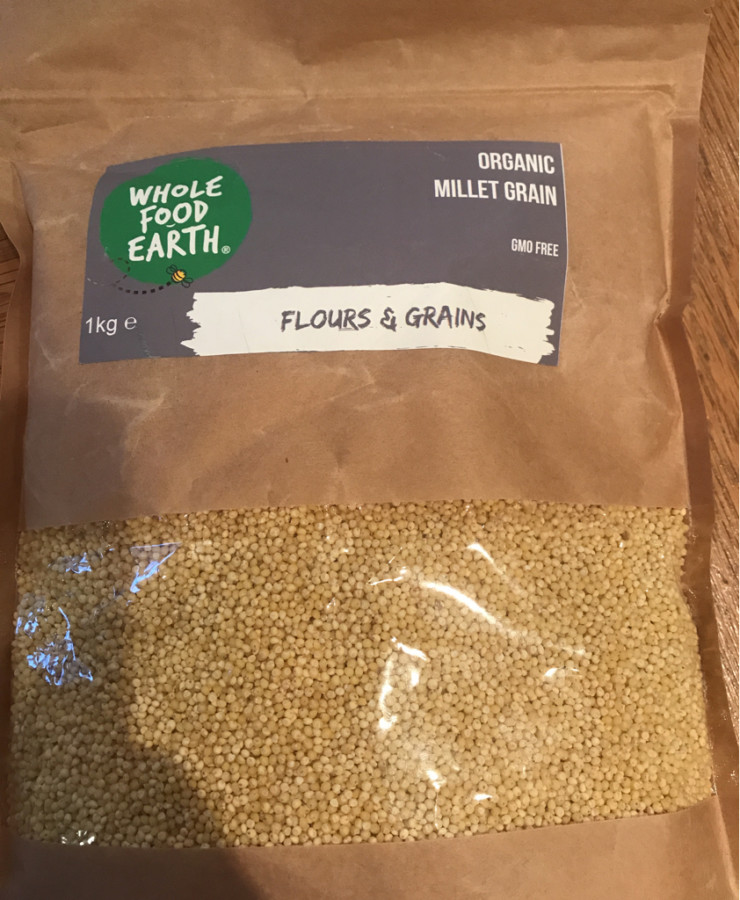 WHOLE
FOOD
EARTH®
ORGANIC
MILLET GRAIN
GMO FREE
1kg e
FLOURS & GRAINS